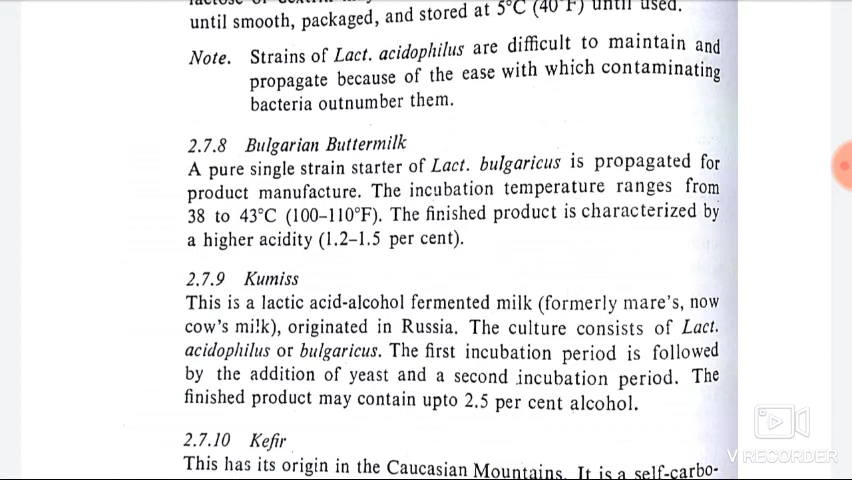 until smooth, packaged, and stored at 5°C (40°F) until used.
Note. Strains of Lact. acidophilus are difficult to maintain and
propagate because of the ease with which contaminating
bacteria outnumber them.
2.7.8 Bulgarian Buttermilk
A pure single strain starter of Lact. bulgaricus is propagated for
product manufacture. The incubation temperature ranges from
38 to 43°C (100–110°F). The finished product is characterized by
a higher acidity (1.2–1.5 per cent).
2.7.9 Kumiss
This is a lactic acid-alcohol fermented milk (formerly mare's, now
cow's milk), originated in Russia. The culture consists of Lact.
acidophilus or bulgaricus. The first incubation period is followed
by the addition of yeast and a second incubation period. The
finished product may contain upto 2.5 per cent alcohol.
2.7.10 Kefir
This has its origin in the Caucasian Mountains. It is a self-carbo-
V RECORDER